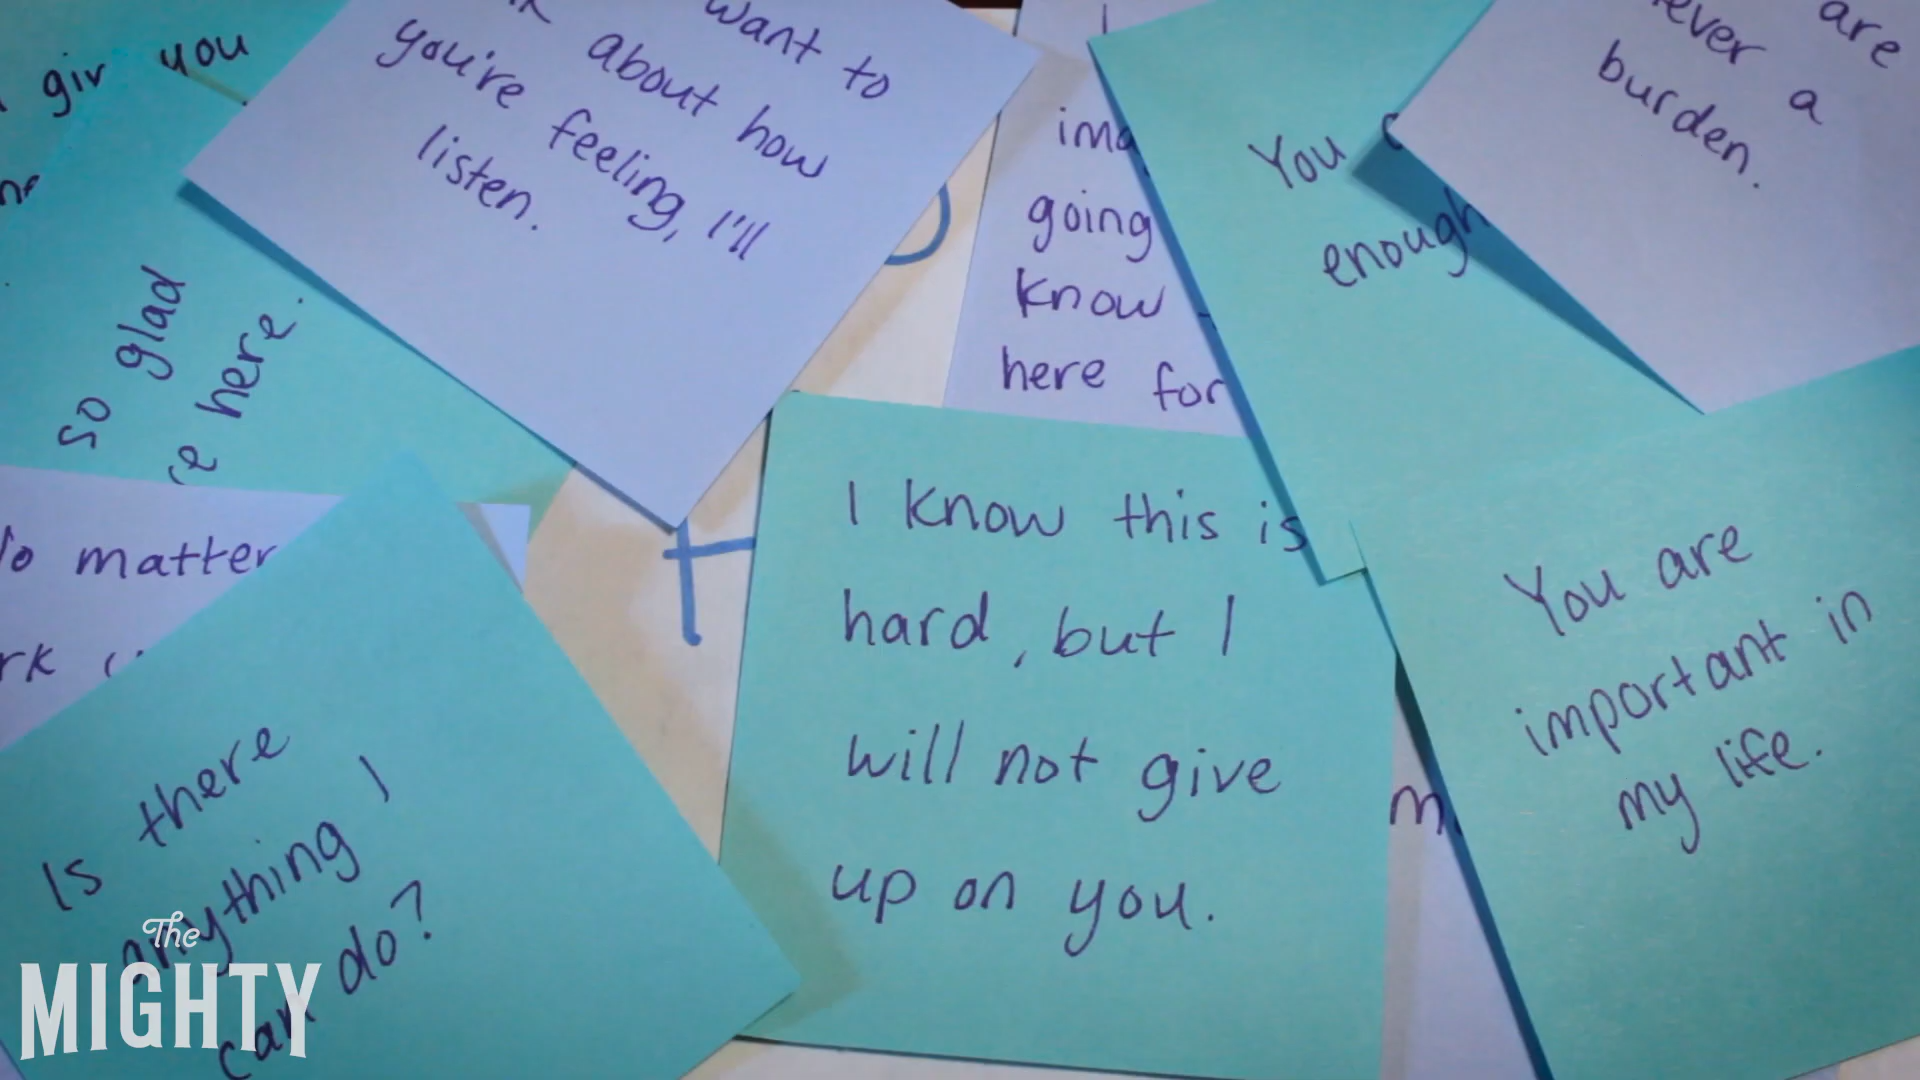 giv you
so glad
here.
want to
about how
you're feeling, I'll
listen.
going
know
here for
You
enough
are
a
burden.
matter
I know this is
hard, but I
will not give
up on you.
You are
important in
my life.
Is there
anything I
can do?
The
MIGHTY